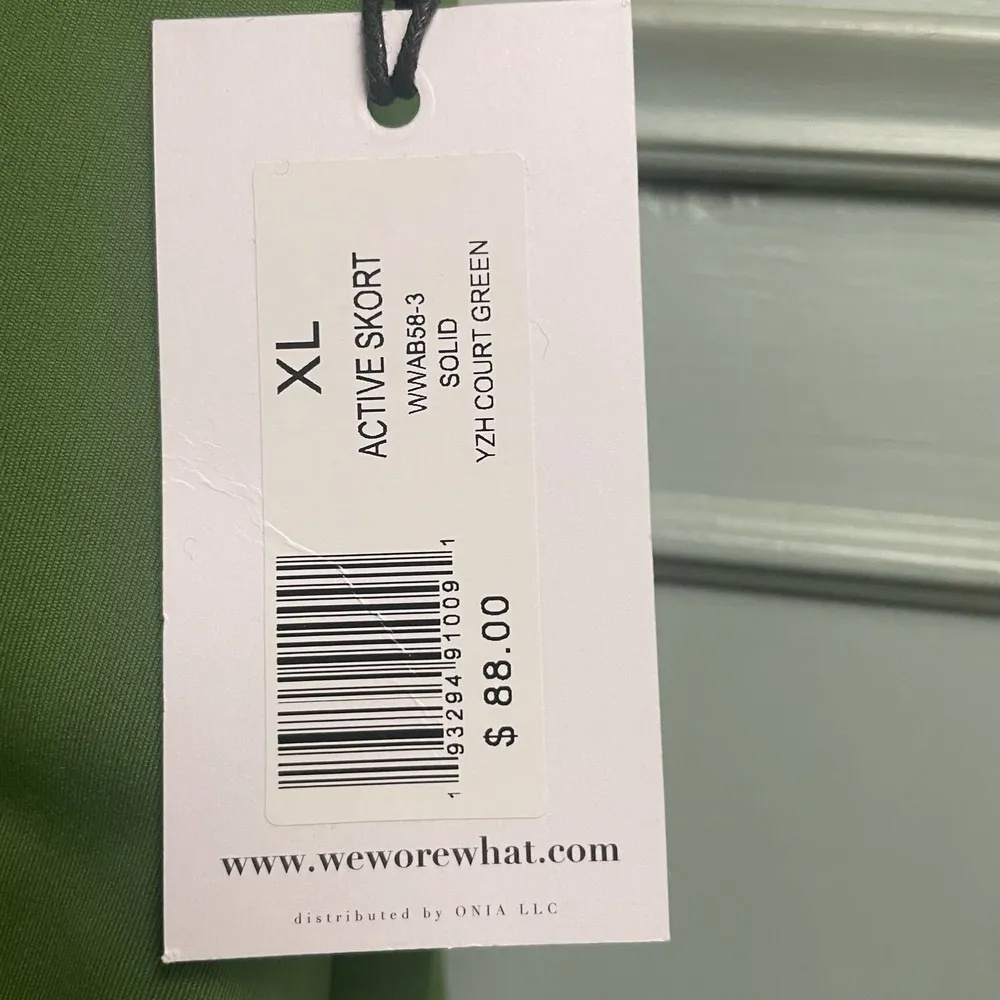 XL
ACTIVE SKORT
WWAB58-3
SOLID
YZH COURT GREEN
1 93294 91009 1
$ 88.00
www.weworewhat.com
distributed by ONIA LLC